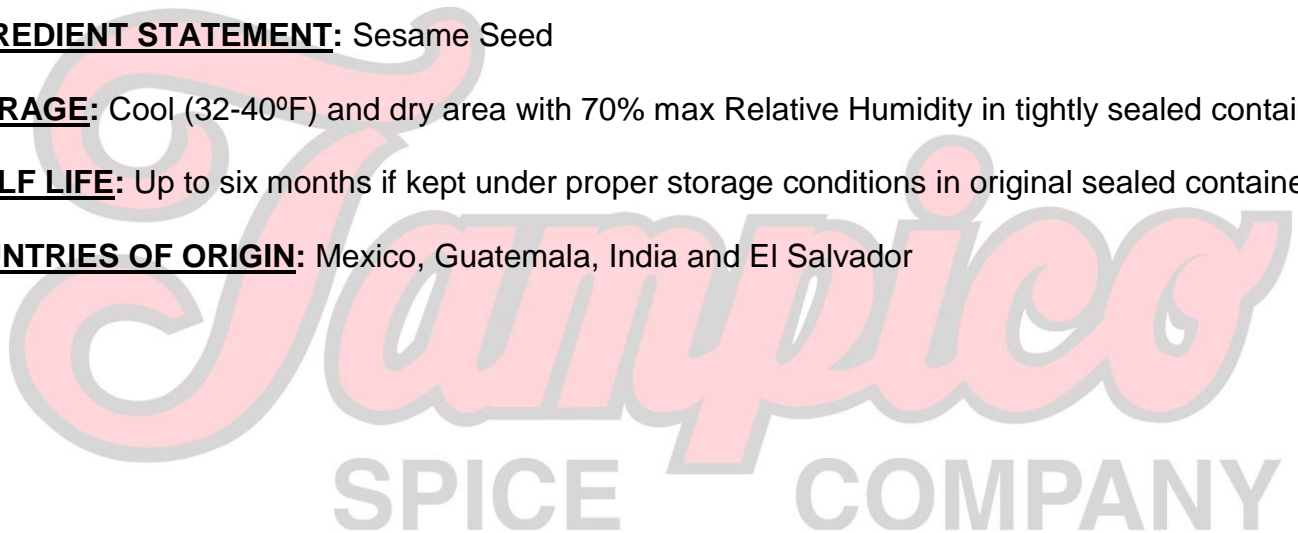 REDIENT STATEMENT: Sesame Seed
RAGE: Cool (32-40ºF) and dry area with 70% max Relative Humidity in tightly sealed contai
LF LIFE: Up to six months if kept under proper storage conditions in original sealed containe
NTRIES OF ORIGIN: Mexico, Guatemala, India and El Salvador
Tampico
SPICE COMPANY